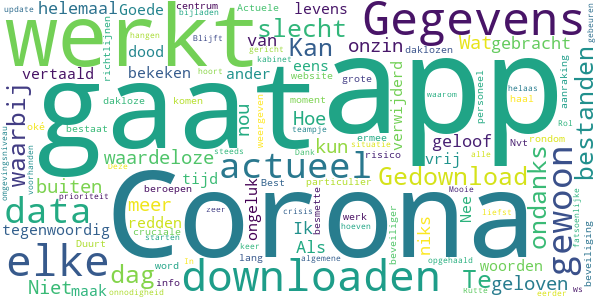 update
helemaal
centrum
bijladen
Goede
Actuele
levens
Gegevens
gebeuren
werkt
dood
slecht
Kan
Wat
gebracht
hangen
Blijft
van
onzin
daklozen
richtlijnen
gericht
kabinet
vertaald
bekeken
ander
eens
website
grote
personeel
aanraking
gaat
app
waarbij
dakloze
komen
hoort
nou
weergeven
moment
Hoe
verwijderd
waarom
helaas
haal
bestanden
oké
bestaat
teampje
ermee
geloof
Nvt
Rol
omgevingsniveau
voorhanden
Niet
waardeloze
kun
situatie
vrij
alle
rondom
buiten
Deze
steeds
Dank
risico
actueel
Gedownload
ondanks
gewoon
data
meer
tijd
beroepen
Best
particulier
prioriteit
zeer
crisis
Mooie
redden
ongeluk
besmette
werk
niks
Nee
liefst
fatsoenlijke
tegenwoordig
cruciale
Ik
hoeven
beveiliger
woorden
Corona
elke
Duurt
starten
Als
keer
algemene
Te
geloven
beveiliging
dag
word
In
lang
downloaden
opgehaald
Niet
maak
info
onnodigheid
Rutte
eerder
Ws